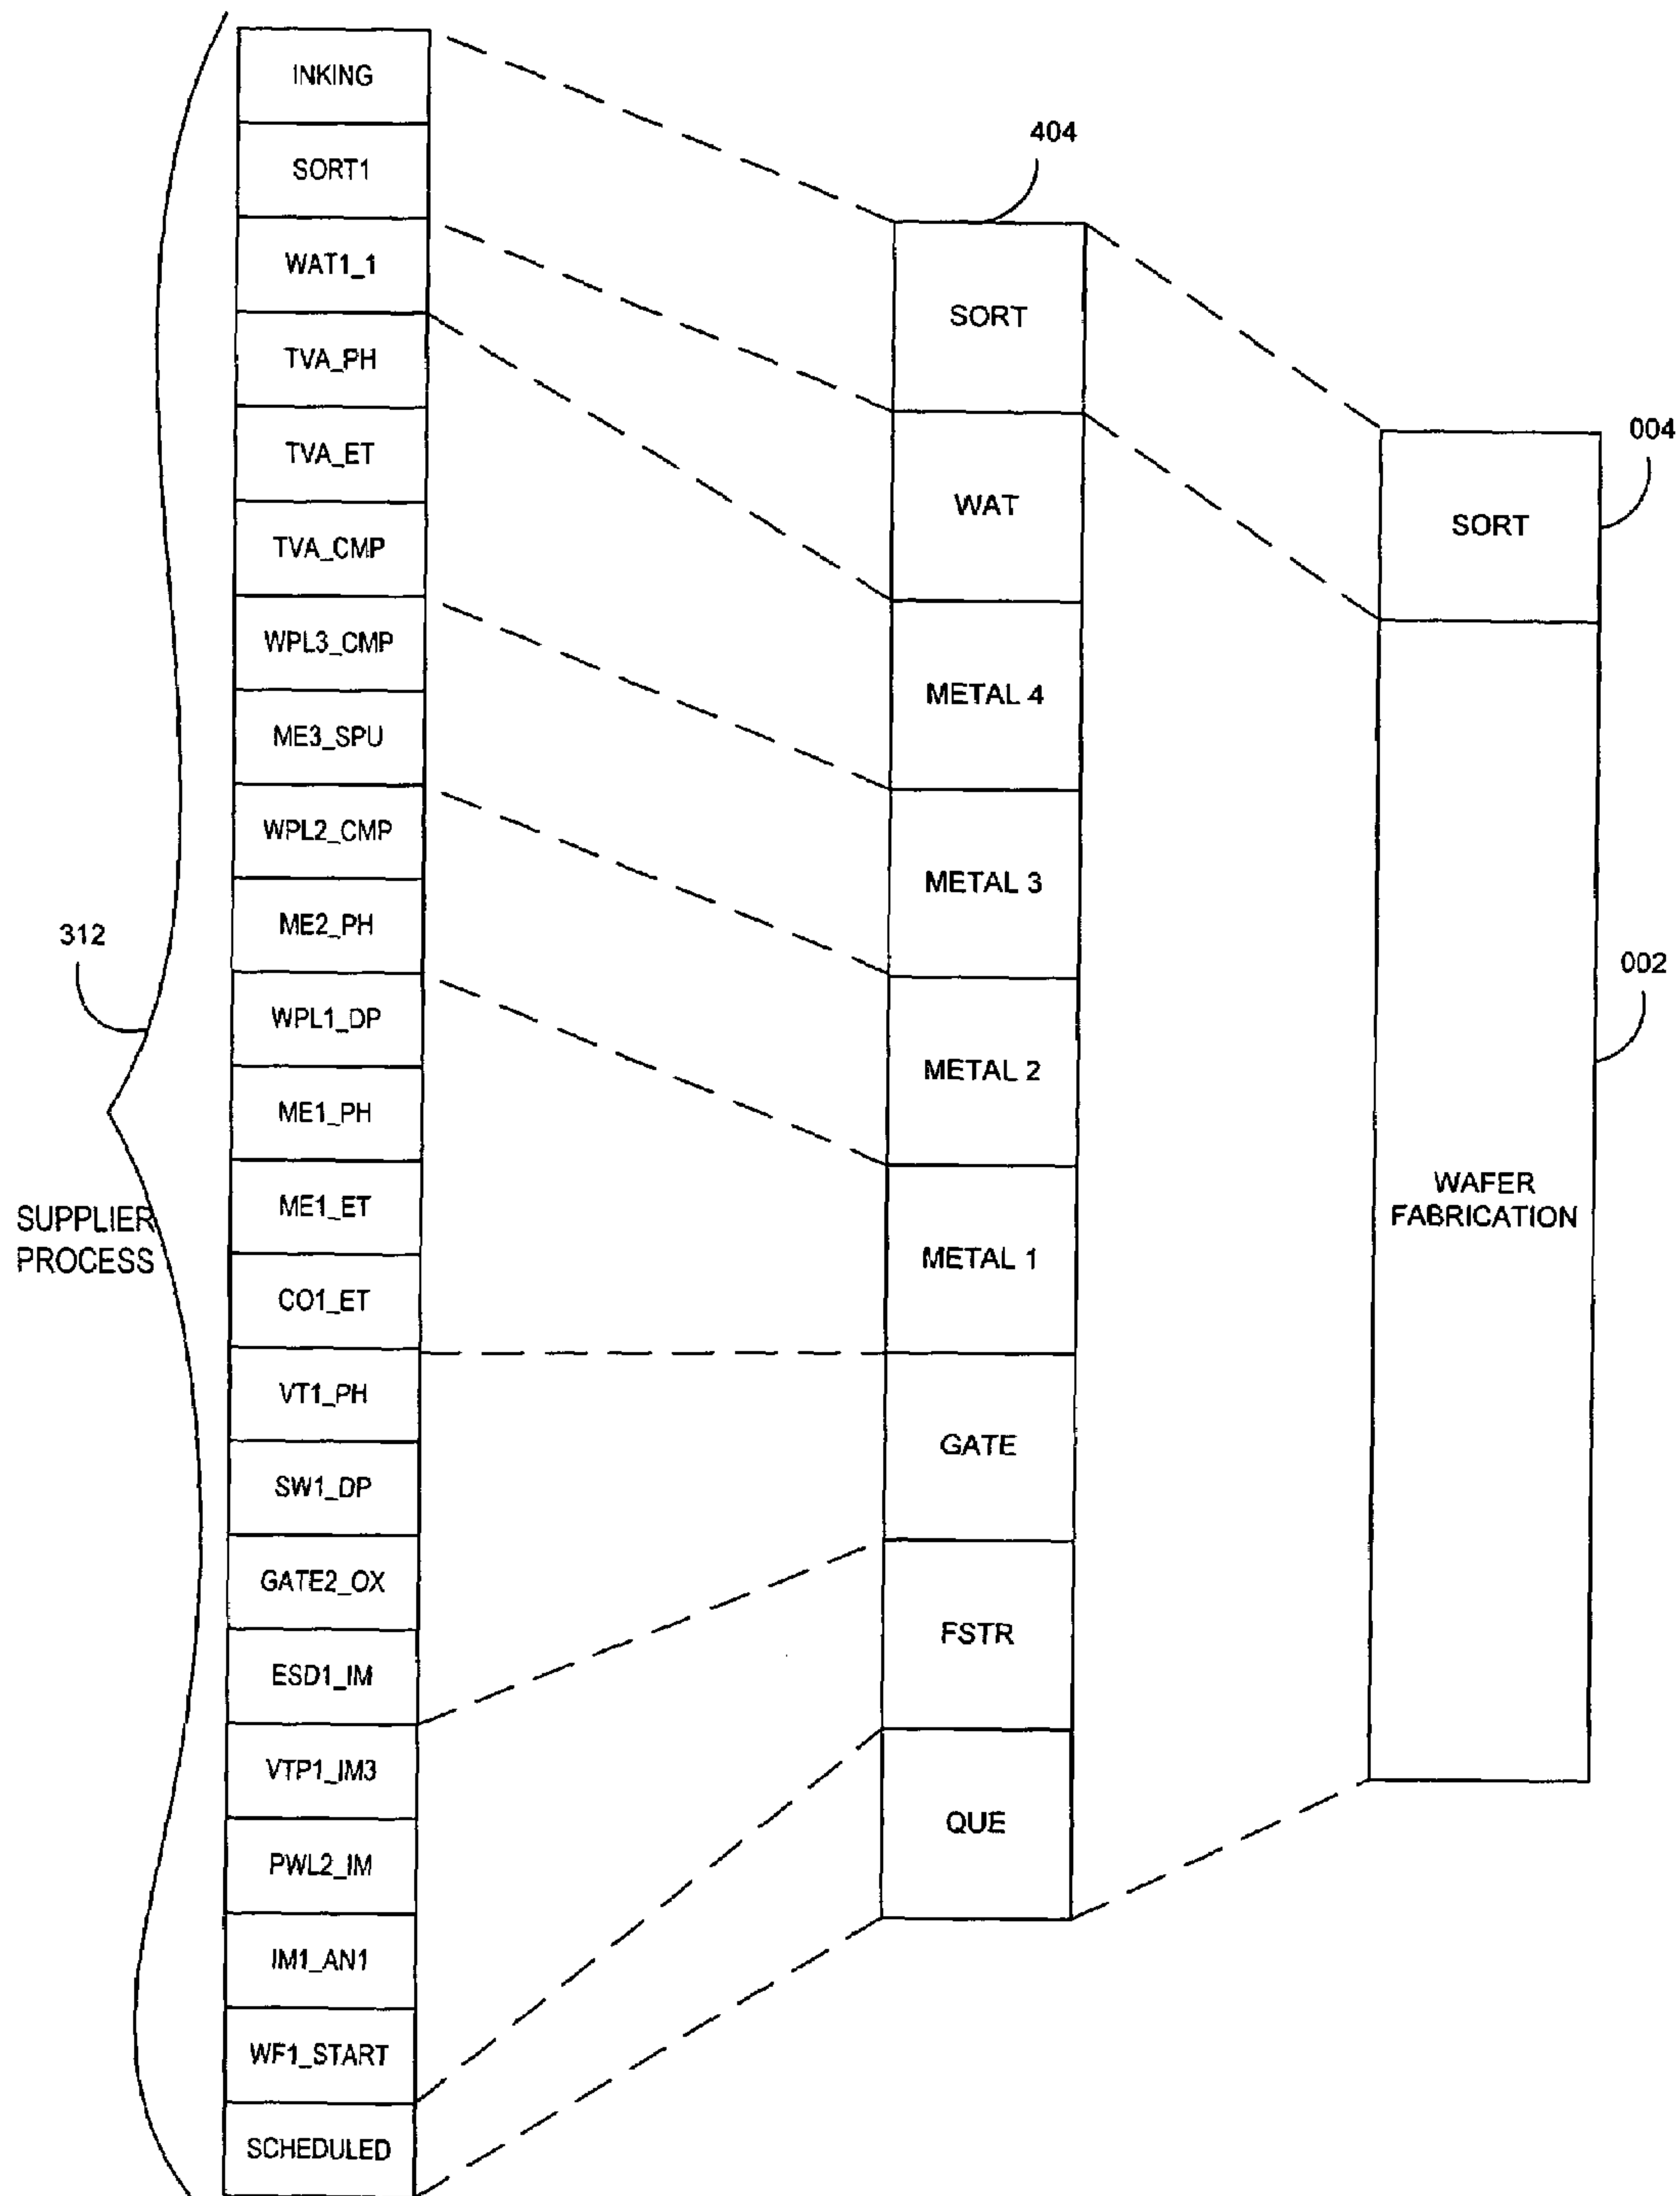 INKING
SORT1
WAT1_1
TVA_PH
TVA_ET
TVA_CMP
WPL3_CMP
ME3_SPU
WPL2_CMP
ME2_PH
WPL1_DP
ME1_PH
ME1_ET
CO1_ET
VT1_PH
SW1_DP
GATE2_OX
ESD1_IM
VTP1_IM3
PWL2_IM
IM1_AN1
WF1_START
SCHEDULED
312
SUPPLIER
PROCESS
404
SORT
WAT
METAL 4
METAL 3
METAL 2
METAL 1
GATE
FSTR
QUE
004
SORT
002
WAFER
FABRICATION